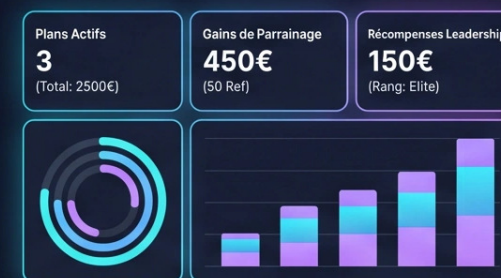 Plans Actifs
3
(Total: 2500€)
Gains de Parrainage
450€
(50 Ref)
Récompenses Leadership
150€
(Rang: Elite)